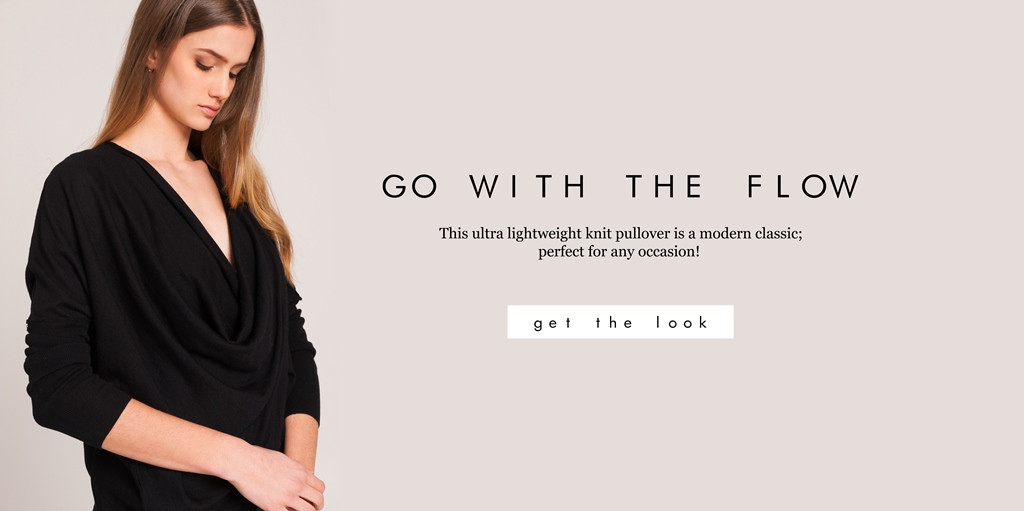 GO WITH THE FLOW
This ultra lightweight knit pullover is a modern classic;
perfect for any occasion!
get the look